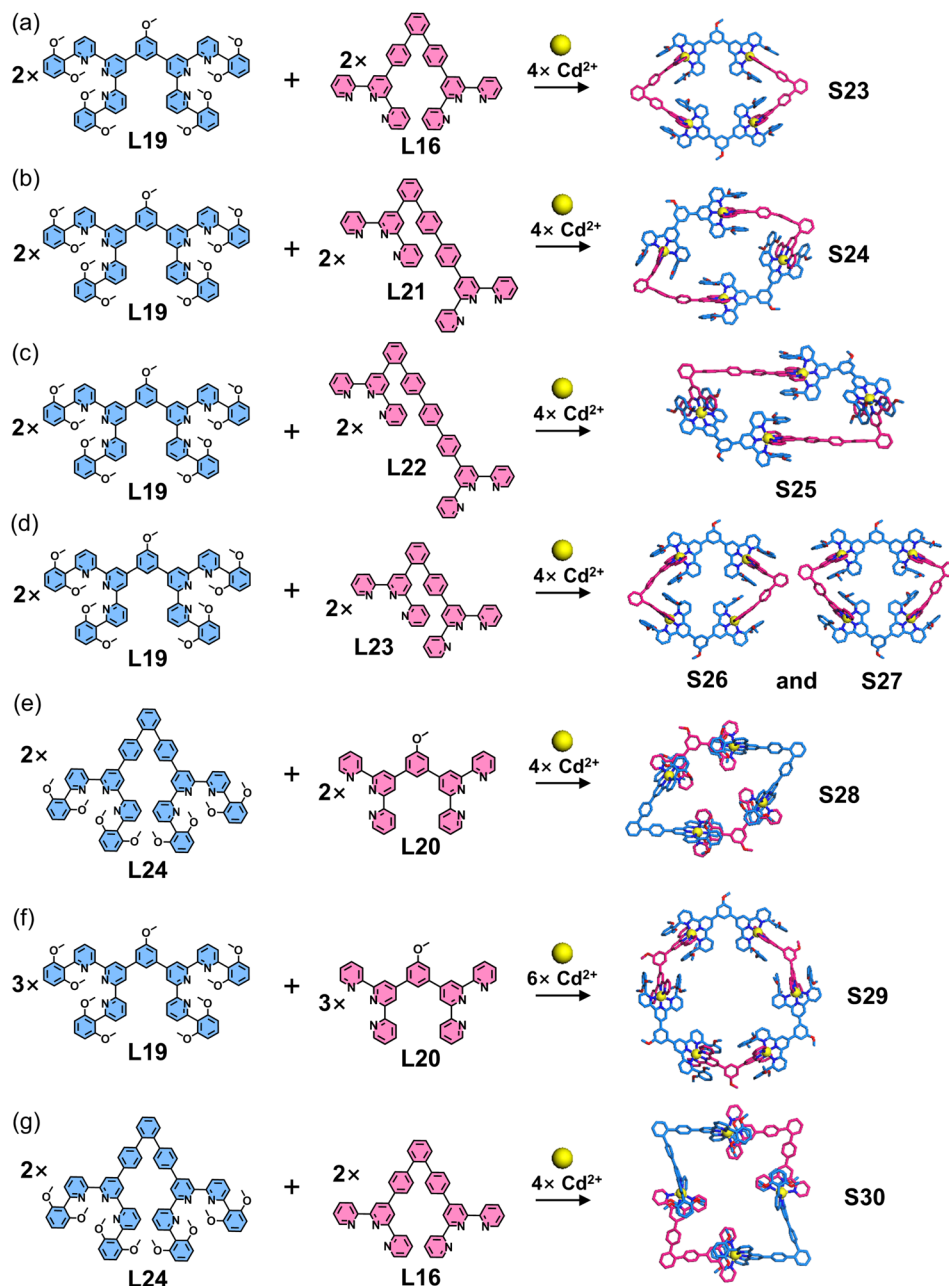 (a)
2×
L19
+
2×
L16
4× Cd²⁺
S23
(b)
2×
L19
+
2×
L21
4× Cd²⁺
S24
(c)
2×
L19
+
2×
L22
4× Cd²⁺
S25
(d)
2×
L19
+
2×
L23
4× Cd²⁺
S26 and S27
(e)
2×
L24
+
2×
L20
4× Cd²⁺
S28
(f)
3×
L19
+
3×
L20
6× Cd²⁺
S29
(g)
2×
L24
+
2×
L16
4× Cd²⁺
S30